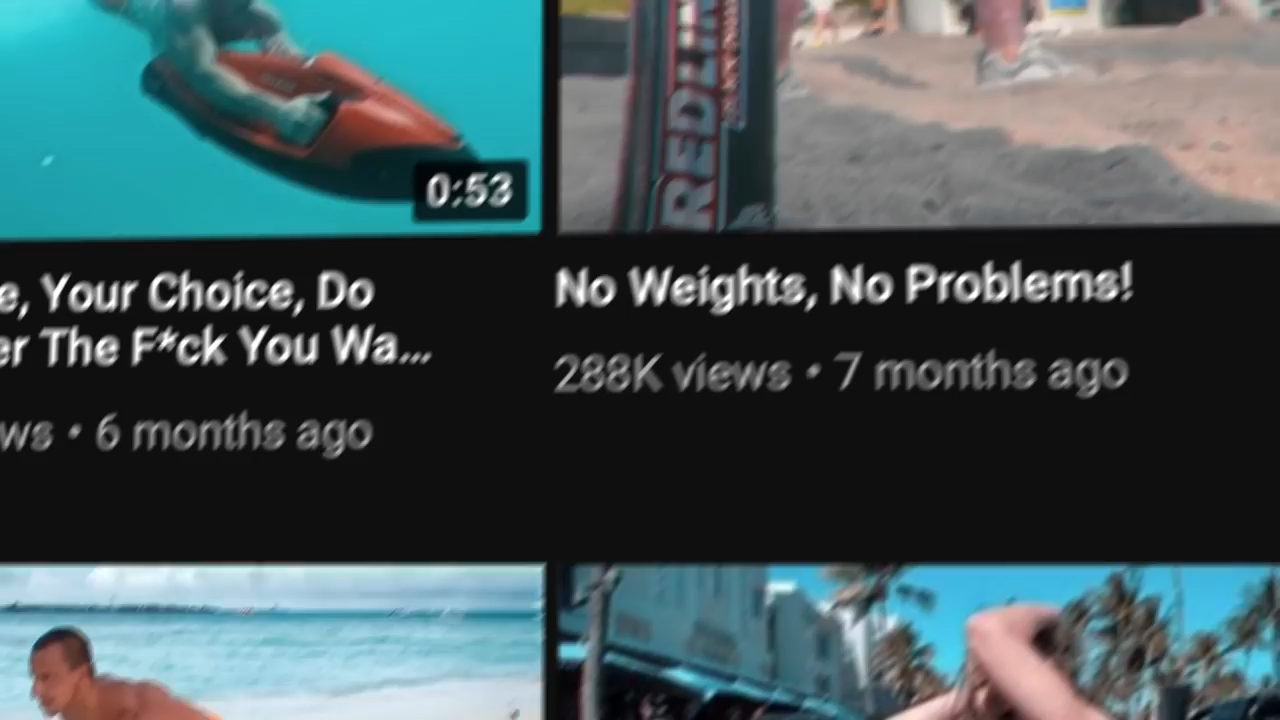 REDLIN
0:53
e, Your Choice, Do
er The F*ck You Wa...
ws • 6 months ago
No Weights, No Problems!
288K views • 7 months ago